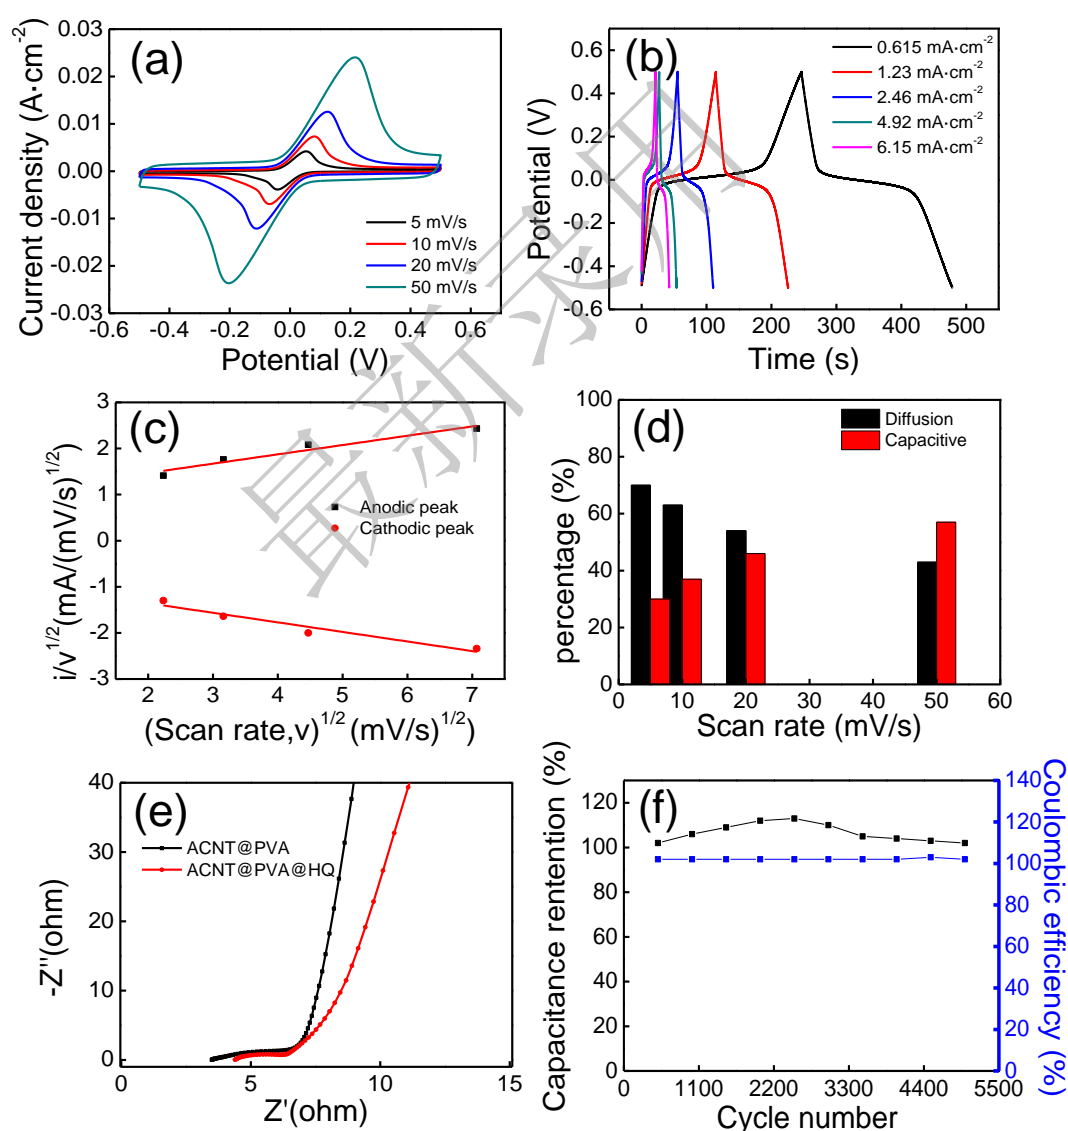 (a)
Current density (A·cm-2)
0.03
0.02
0.01
0.00
-0.01
-0.02
-0.03
-0.6
-0.4
-0.2
0.0
0.2
0.4
0.6
Potential (V)
5 mV/s
10 mV/s
20 mV/s
50 mV/s
(b)
Potential (V)
0.8
0.6
0.4
0.2
0.0
-0.2
-0.4
-0.6
0
100
200
300
400
500
Time (s)
0.615 mA·cm-2
1.23 mA·cm-2
2.46 mA·cm-2
4.92 mA·cm-2
6.15 mA·cm-2
(c)
i/v1/2(mA/(mV/s)1/2)
3
2
1
0
-1
-2
-3
2
3
4
5
6
7
(Scan rate,v)1/2 (mV/s)1/2)
Anodic peak
Cathodic peak
(d)
percentage (%)
100
80
60
40
20
0
0
10
20
30
40
50
60
Scan rate (mV/s)
Diffusion
Capacitive
(e)
-Z''(ohm)
40
30
20
10
0
0
5
10
15
Z'(ohm)
ACNT@PVA
ACNT@PVA@HQ
(f)
Capacitance rentention (%)
120
100
80
60
40
20
0
0
1100
2200
3300
4400
5500
Cycle number
140
120
100
80
60
40
20
0
Coulombic efficiency (%)
最新录用